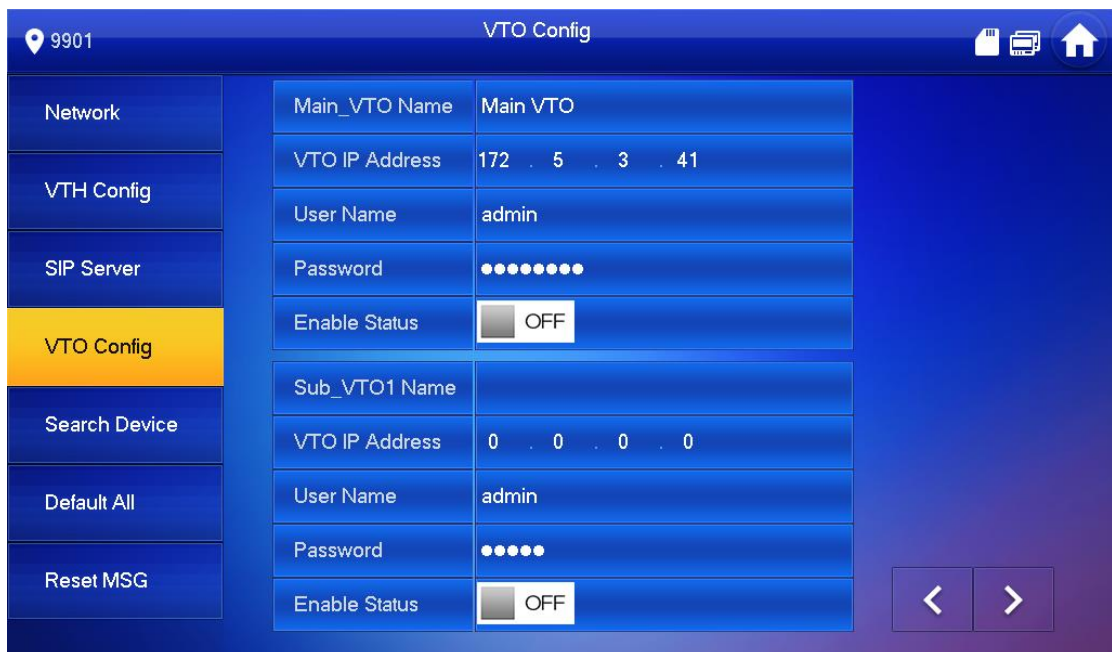 9901
VTO Config
Network
VTH Config
SIP Server
VTO Config
Search Device
Default All
Reset MSG
Main_VTO Name Main VTO
VTO IP Address 172 . 5 . 3 . 41
User Name admin
Password ●●●●●●●●
Enable Status OFF
Sub_VTO1 Name
VTO IP Address 0 . 0 . 0 . 0
User Name admin
Password ●●●●●
Enable Status OFF